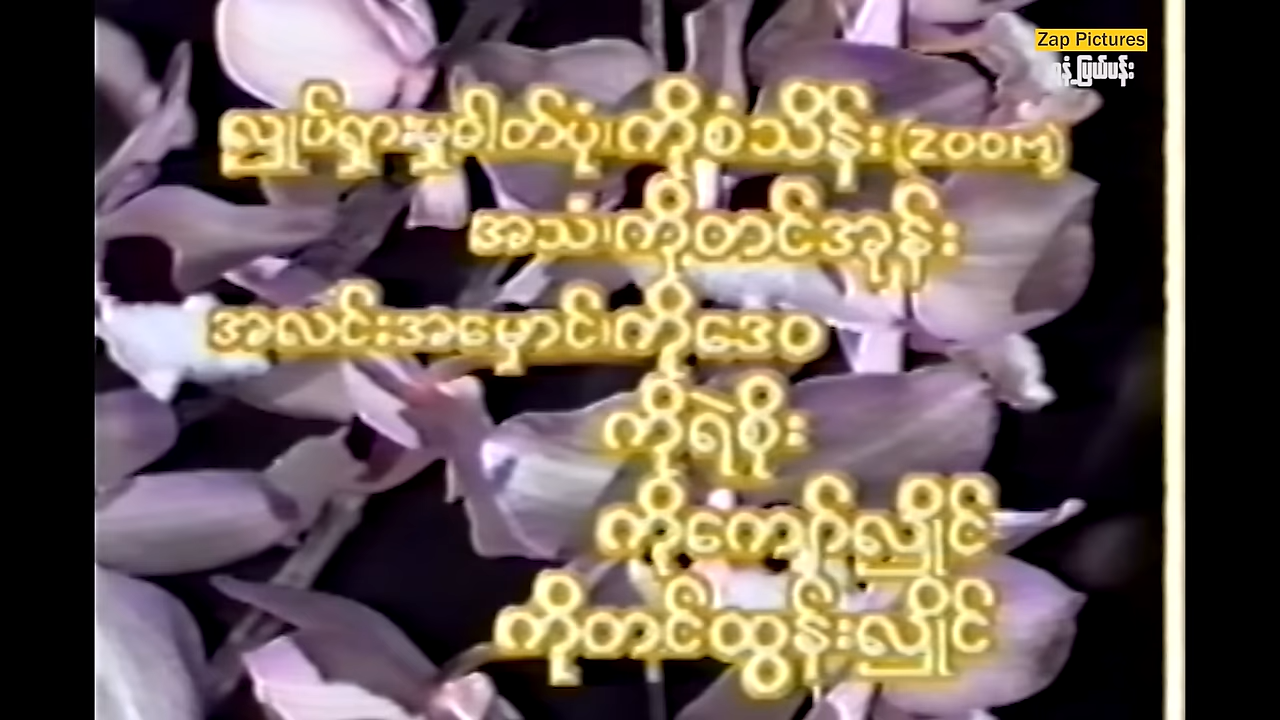 Zap Pictures
လှုပ်ရှားမှုဓါတ်ပုံ၊ကိုစံသိန်း(ZOOM)
အသံ၊ကိုတင်အုန်း
အလင်းအမှောင်၊ကိုဒေဝ
ကိုရဲစိုး
ကိုကျော်လှိုင်
ကိုတင်ထွန်းလှိုင်